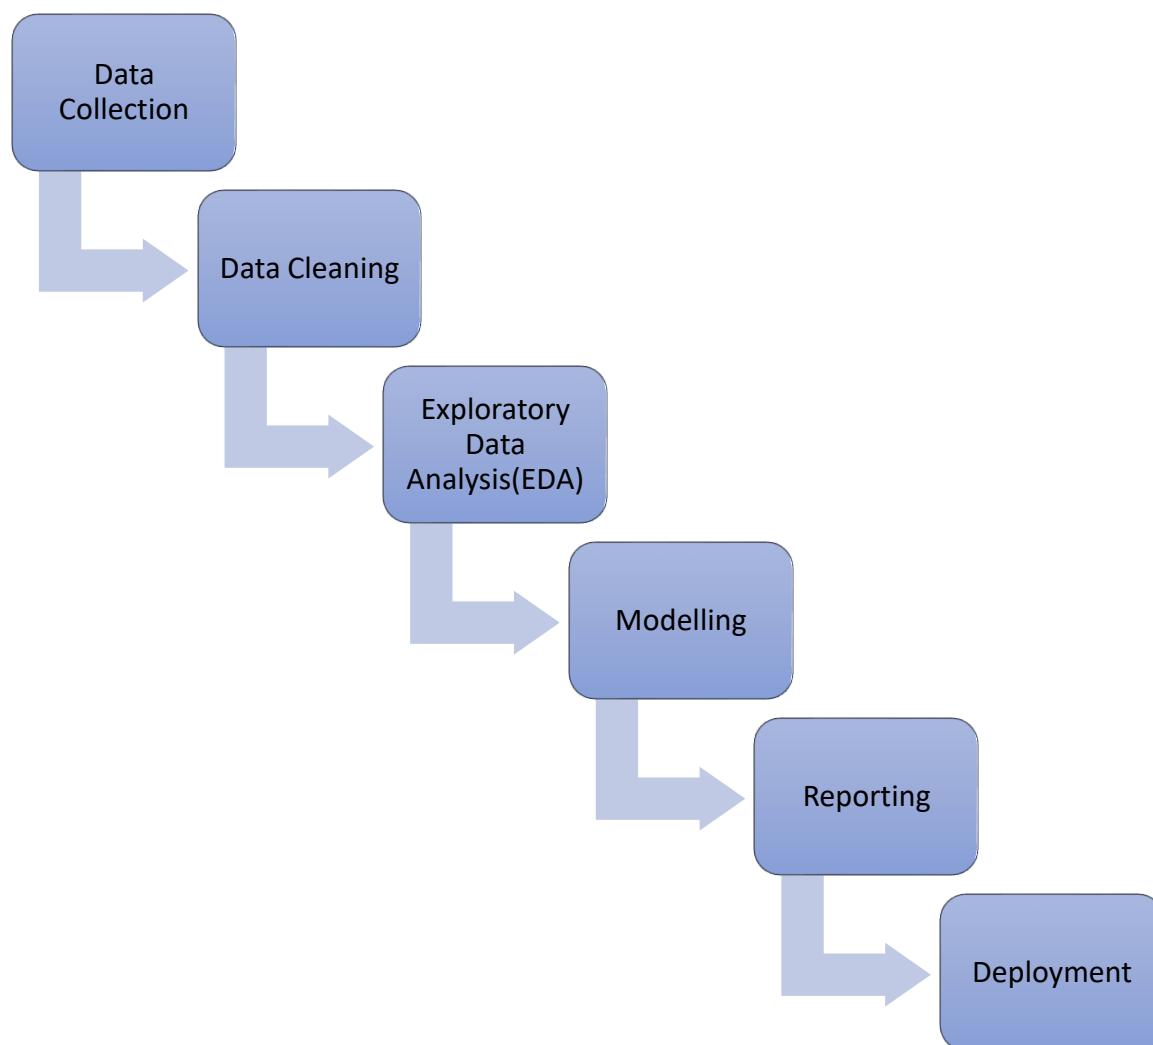 Data
Collection
Data Cleaning
Exploratory
Data
Analysis(EDA)
Modelling
Reporting
Deployment